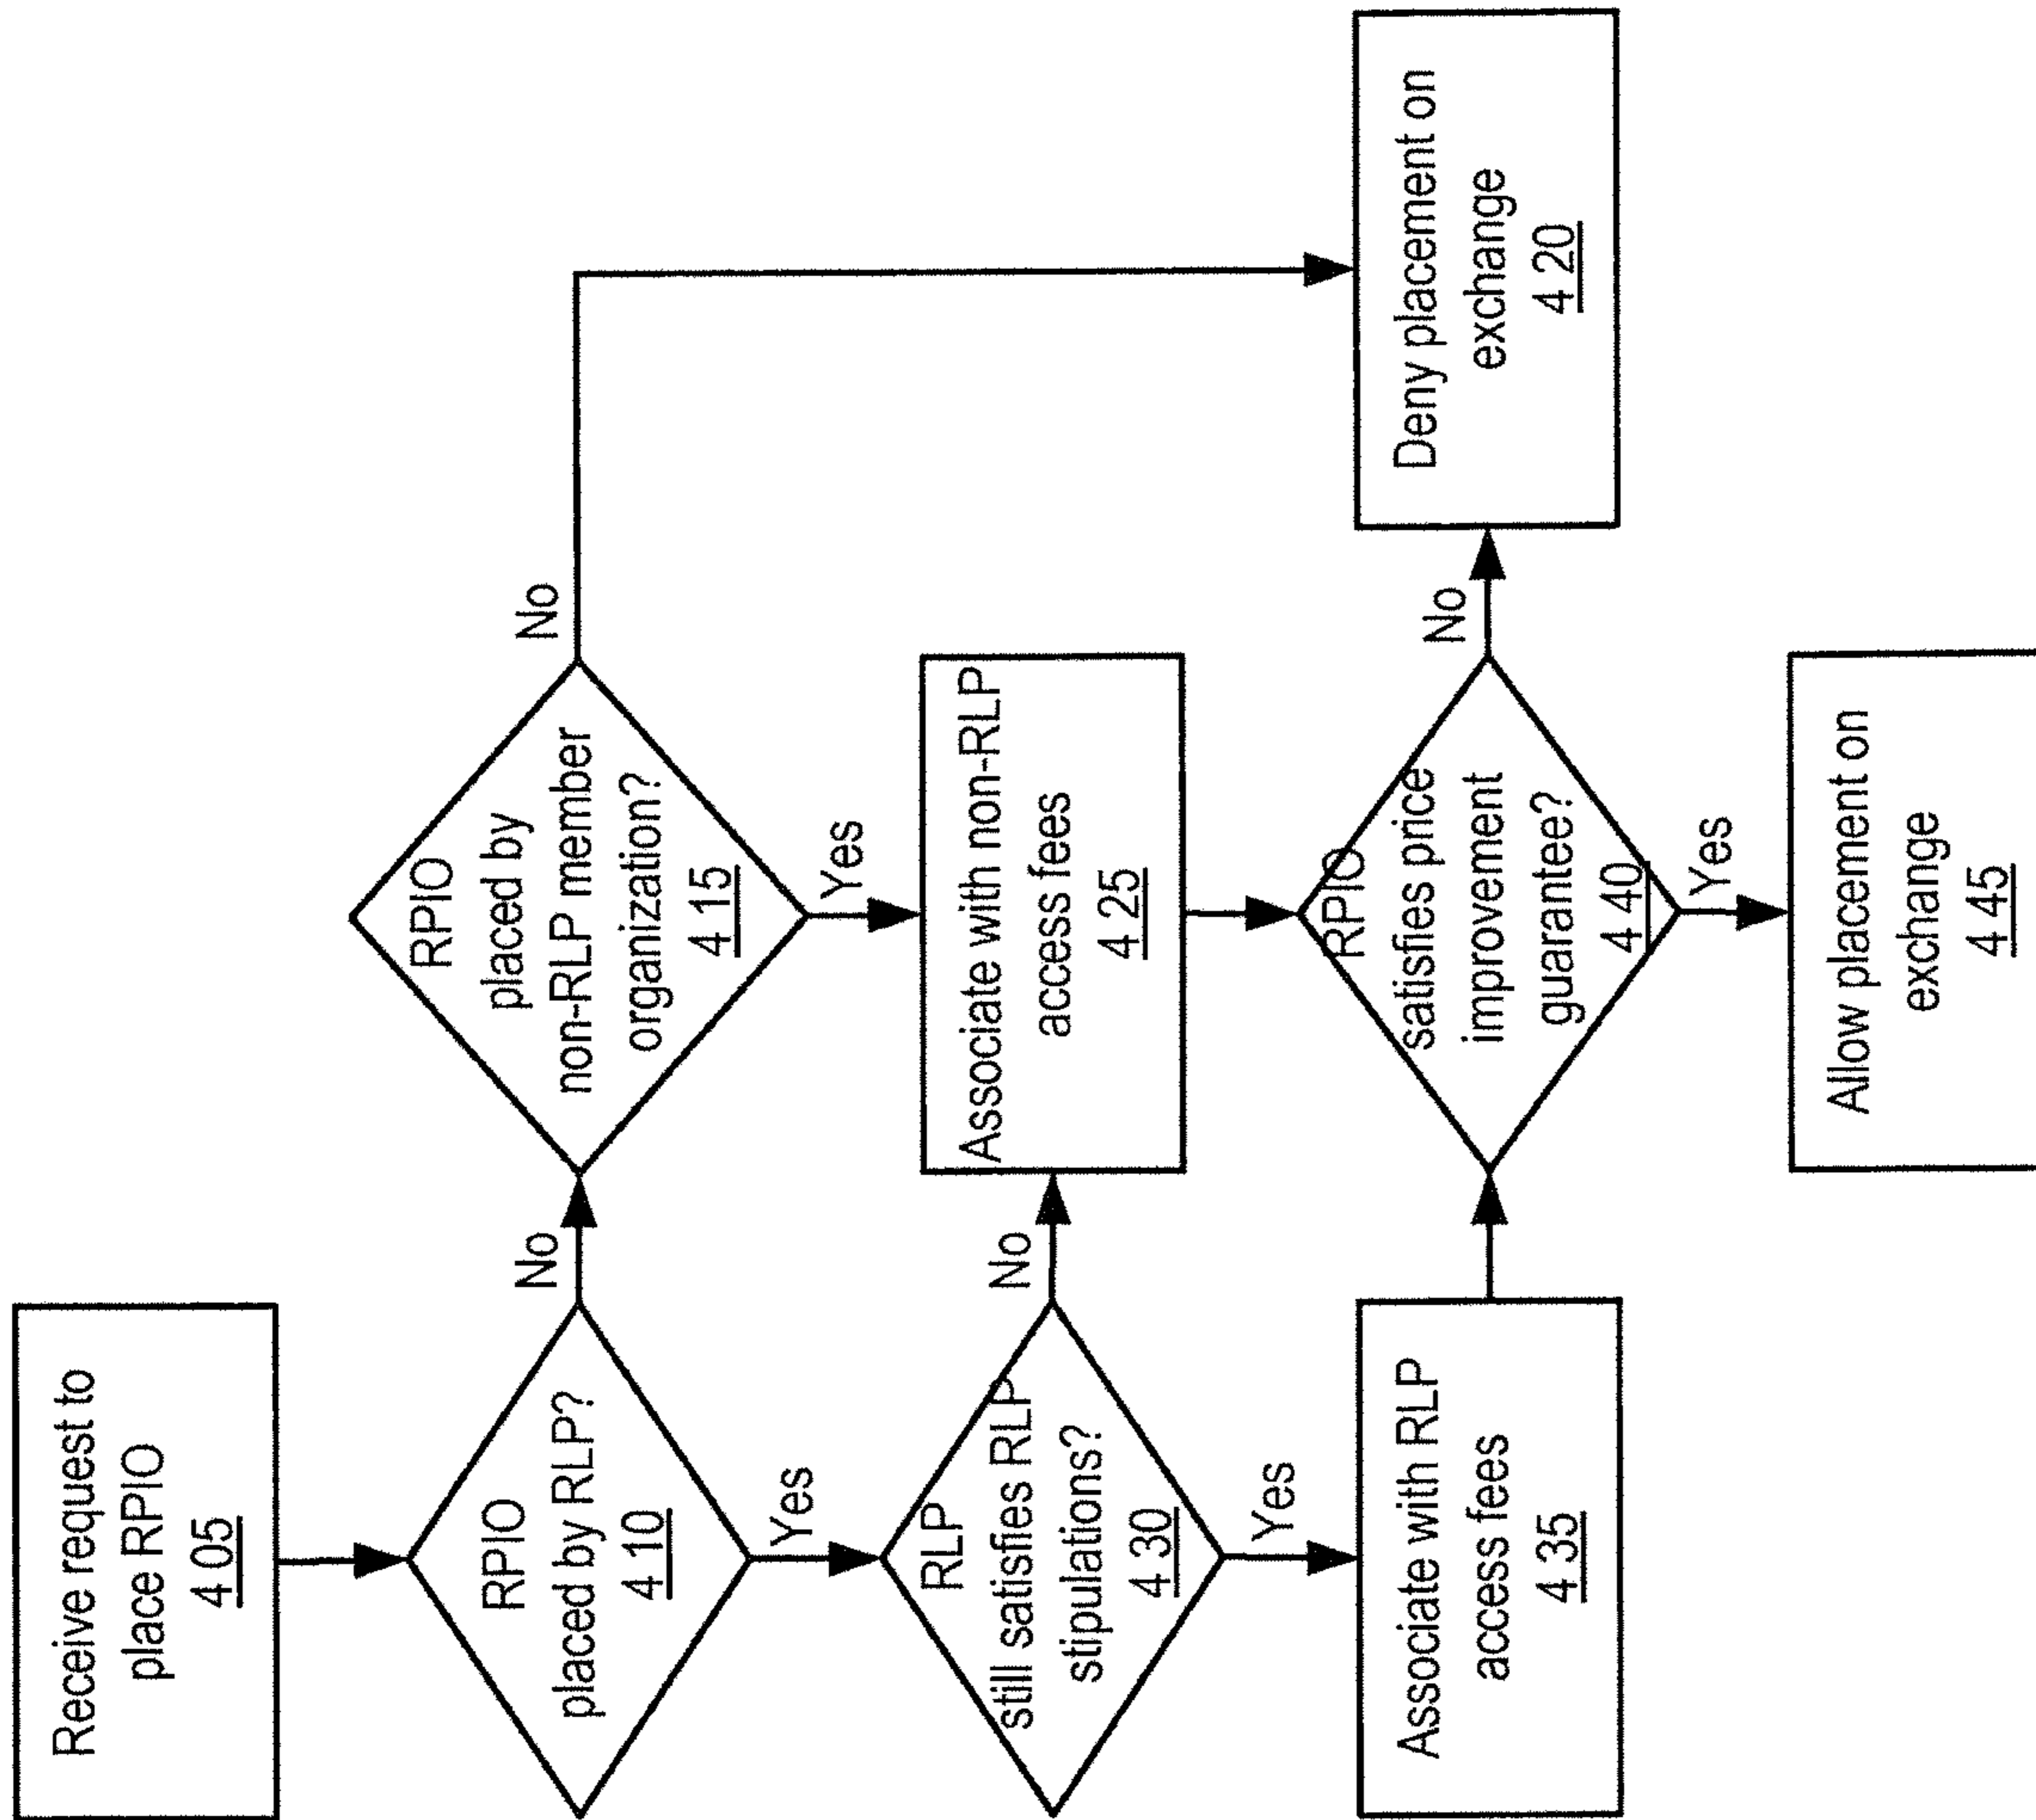 Receive request to
place RPIO
4 05
RPIO
placed by RLP?
4 10
No
Yes
RPIO
placed by
non-RLP member
organization?
4 15
No
Yes
RLP
still satisfies RLP
stipulations?
4 30
No
Yes
Associate with non-RLP
access fees
4 25
Associate with RLP
access fees
4 35
RPIO
satisfies price
improvement
guarantee?
4 40
No
Yes
Deny placement on
exchange
4 20
Allow placement on
exchange
4 45